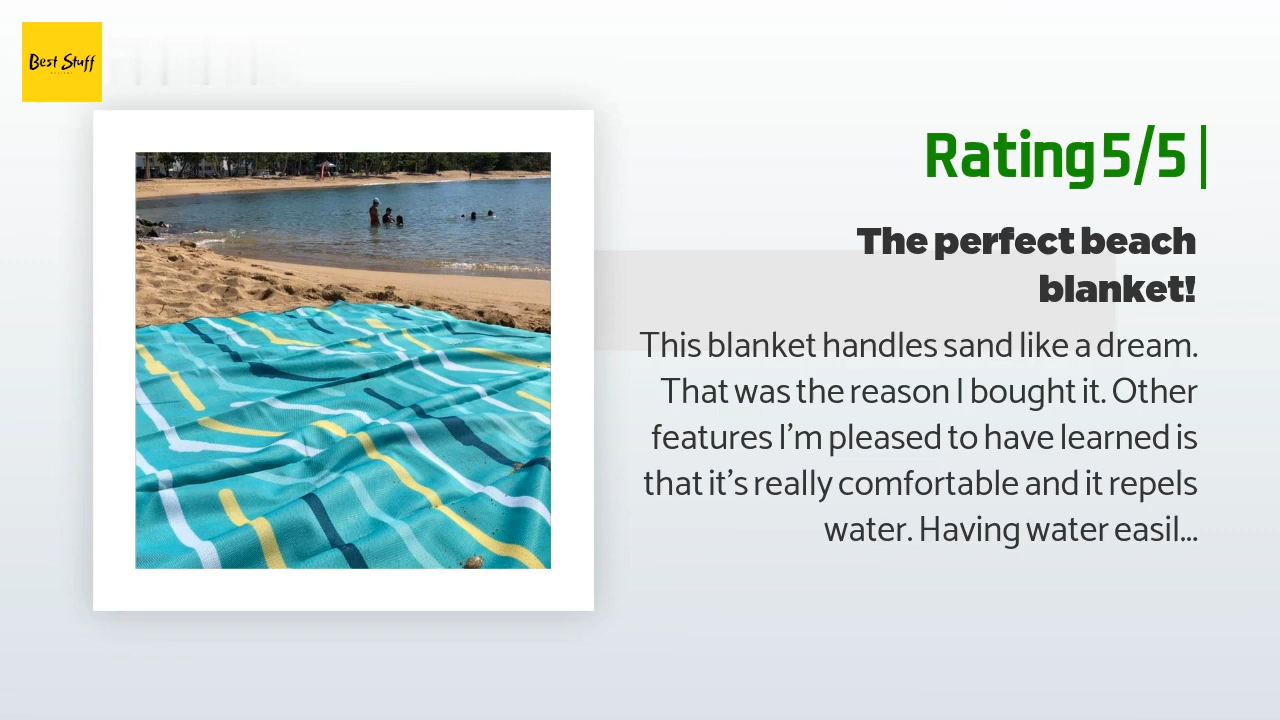 Best Stuff
Rating 5/5 |
The perfect beach
blanket!
This blanket handles sand like a dream.
That was the reason I bought it. Other
features I'm pleased to have learned is
that it's really comfortable and it repels
water. Having water easil...